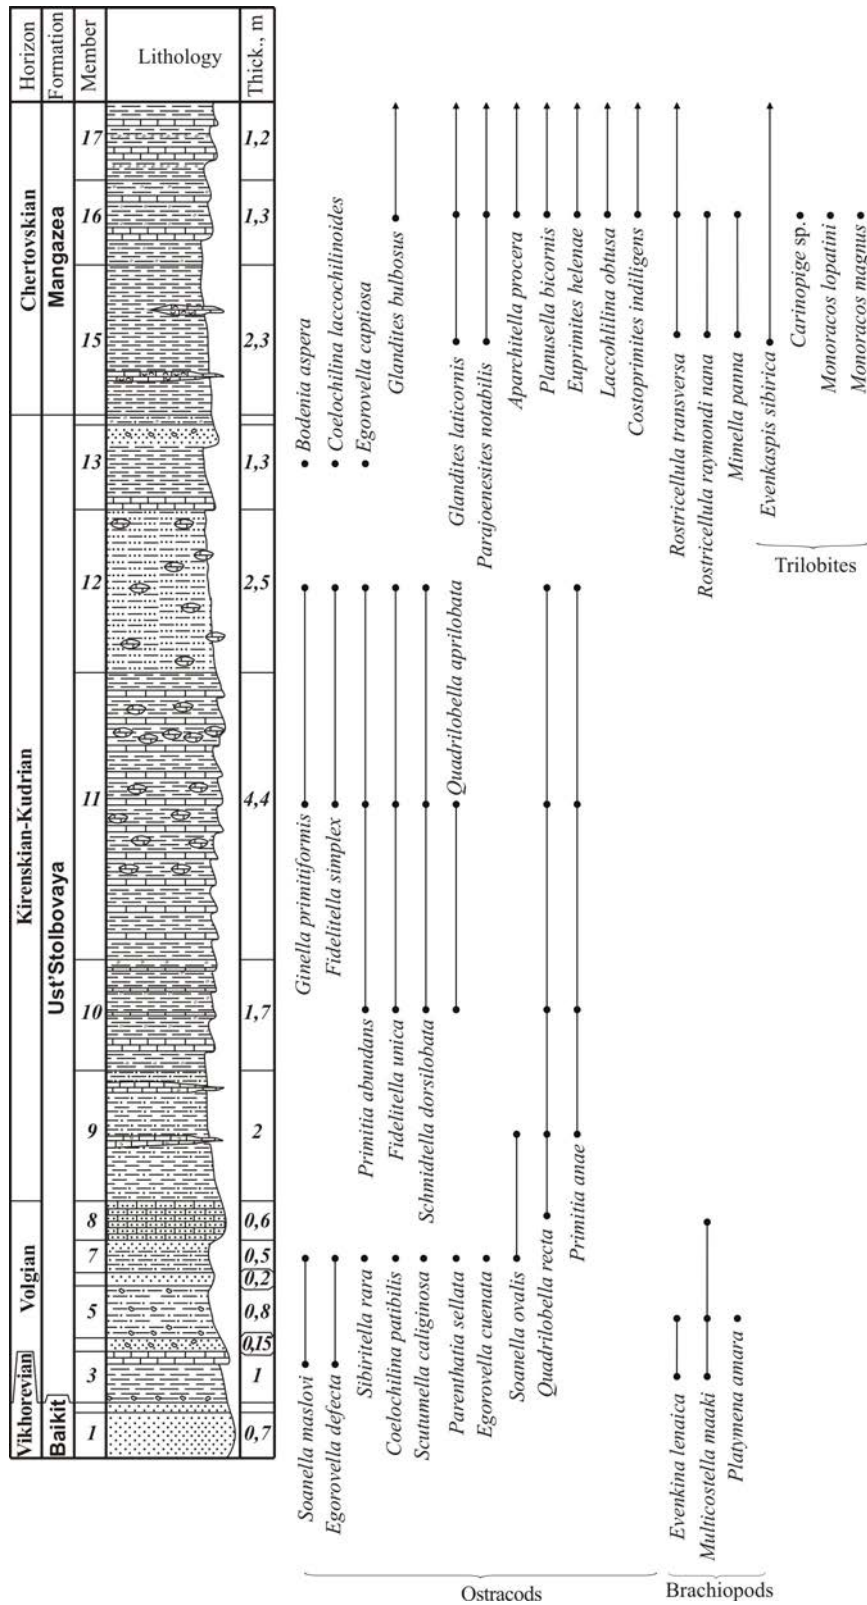 Horizon
Formation
Member
Lithology
Thick., m
Chertovskian
Mangazea
17
1,2
16
1,3
15
2,3
Kirenskian-Kudrian
Ust'Stolbovaya
13
1,3
12
2,5
11
4,4
10
1,7
9
2
Volgian
8
0,6
7
0,5
0,2
5
0,8
0,15
3
1
Vikhorevian
Baikit
1
0,7
Bodenia aspera
Coelochilina laccochilinoides
Egorovella captiosa
Glandites bulbosus
Glandites laticornis
Parajoenesites notabilis
Aparchitella procera
Planusella bicornis
Euprimites helenae
Laccohlilina obtusa
Costoprimites indiligens
Rostricellula transversa
Rostricellula raymondi nana
Mimella panna
Evenkaspis sibirica
Carinopige sp.
Monoracos lopatini
Monoracos magnus
Trilobites
Ginella primitiformis
Fidelitella simplex
Primitia abundans
Fidelitella unica
Schmidtella dorsilobata
Quadrilobella aprilobata
Soanella maslovi
Egorovella defecta
Sibiritella rara
Coelochilina patibilis
Scutumella caliginosa
Parenthatia sellata
Egorovella cuenata
Soanella ovalis
Quadrilobella recta
Primitia anae
Evenkina lenaica
Multicostella maaki
Platymena amara
Ostracods
Brachiopods